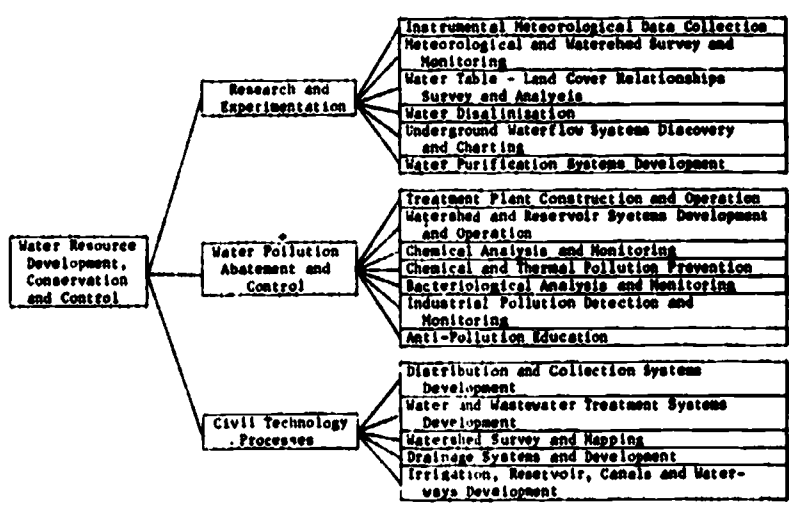 Water Resource
Development,
Conservation
and Control
Research and
Experimentation
Instrumental Meteorological Data Collection
Meteorological and Watershed Survey and
Monitoring
Water Table - Land Cover Relationships
Survey and Analysis
Water Disalinisation
Underground Waterflow Systems Discovery
and Charting
Water Purification Systems Development
Water Pollution
Abatement and
Control
Treatment Plant Construction and Operation
Watershed and Reservoir Systems Development
and Operation
Chemical Analysis and Monitoring
Chemical and Thermal Pollution Prevention
Bacteriological Analysis and Monitoring
Industrial Pollution Detection and
Monitoring
Anti-Pollution Education
Civil Technology
Processes
Distribution and Collection Systems
Development
Water and Wastewater Treatment Systems
Development
Watershed Survey and Mapping
Drainage Systems and Development
Irrigation, Reservoir, Canals and Water-
ways Development